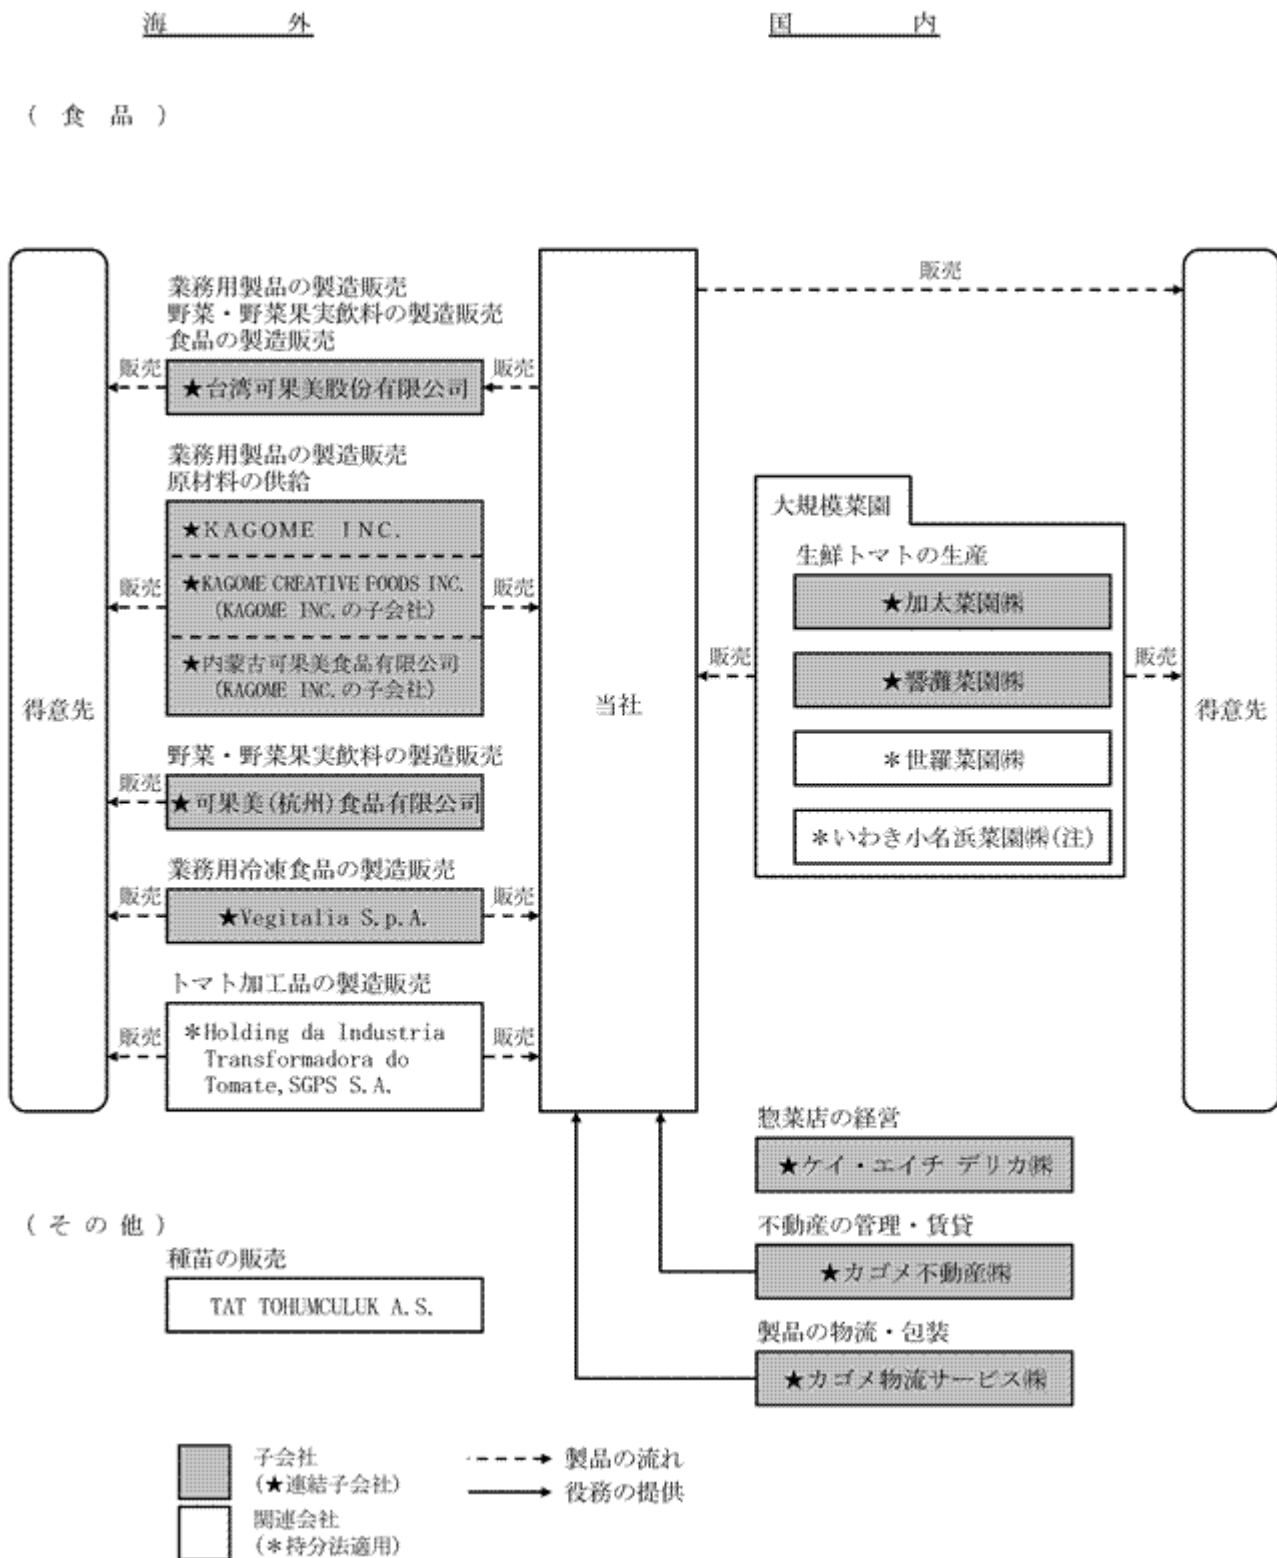 海　外
国　内
(食品)
得意先
業務用製品の製造販売
野菜・野菜果実飲料の製造販売
食品の製造販売
販売
★台湾可果美股份有限公司
販売
業務用製品の製造販売
原材料の供給
★KAGOME INC.
販売
★KAGOME CREATIVE FOODS INC.
(KAGOME INC.の子会社)
販売
★内蒙古可果美食品有限公司
(KAGOME INC.の子会社)
野菜・野菜果実飲料の製造販売
販売
★可果美(杭州)食品有限公司
業務用冷凍食品の製造販売
販売
★Vegitalia S.p.A.
販売
トマト加工品の製造販売
販売
*Holding da Industria
Transformadora do
Tomate,SGPS S.A.
販売
当社
販売
大規模菜園
生鮮トマトの生産
★加太菜園㈱
★響灘菜園㈱
*世羅菜園㈱
*いわき小名浜菜園㈱(注)
販売
販売
得意先
惣菜店の経営
★ケイ・エイチ デリカ㈱
不動産の管理・賃貸
★カゴメ不動産㈱
製品の物流・包装
★カゴメ物流サービス㈱
(その他)
種苗の販売
TAT TOHUMCULUK A.S.
子会社
(★連結子会社)
関連会社
(*持分法適用)
製品の流れ
役務の提供